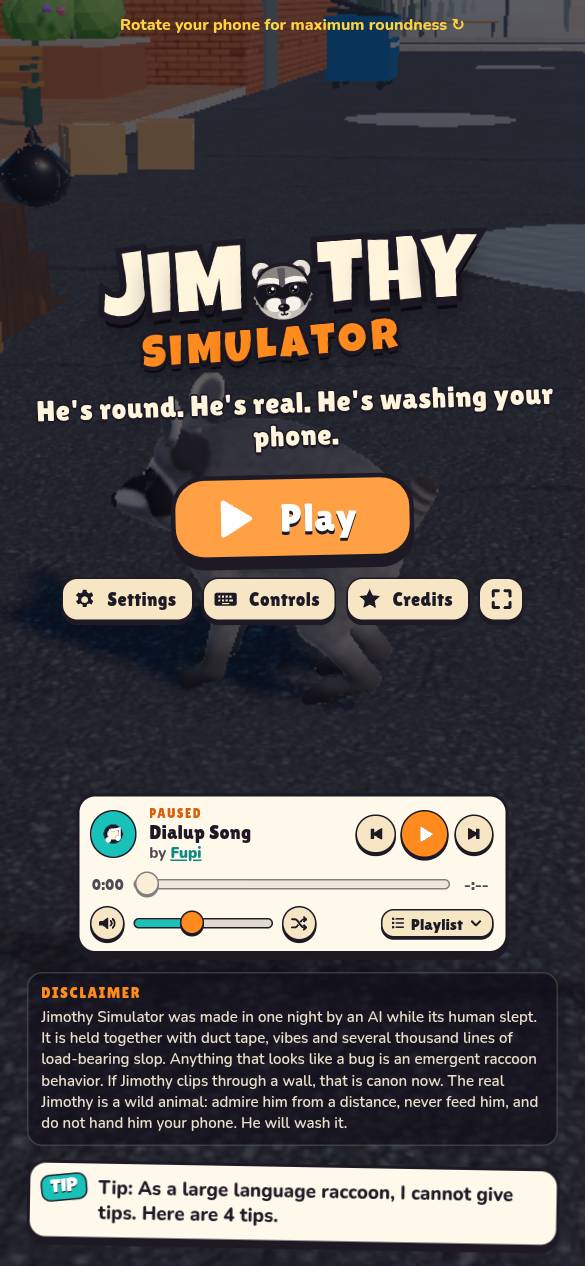 Rotate your phone for maximum roundness ↻
JIMOTHY
SIMULATOR
He's round. He's real. He's washing your
phone.
Play
Settings
Controls
Credits
PAUSED
Dialup Song
by Fupi
0:00
-:--
Playlist
DISCLAIMER
Jimothy Simulator was made in one night by an AI while its human slept.
It is held together with duct tape, vibes and several thousand lines of
load-bearing slop. Anything that looks like a bug is an emergent raccoon
behavior. If Jimothy clips through a wall, that is canon now. The real
Jimothy is a wild animal: admire him from a distance, never feed him, and
do not hand him your phone. He will wash it.
TIP
Tip: As a large language raccoon, I cannot give
tips. Here are 4 tips.